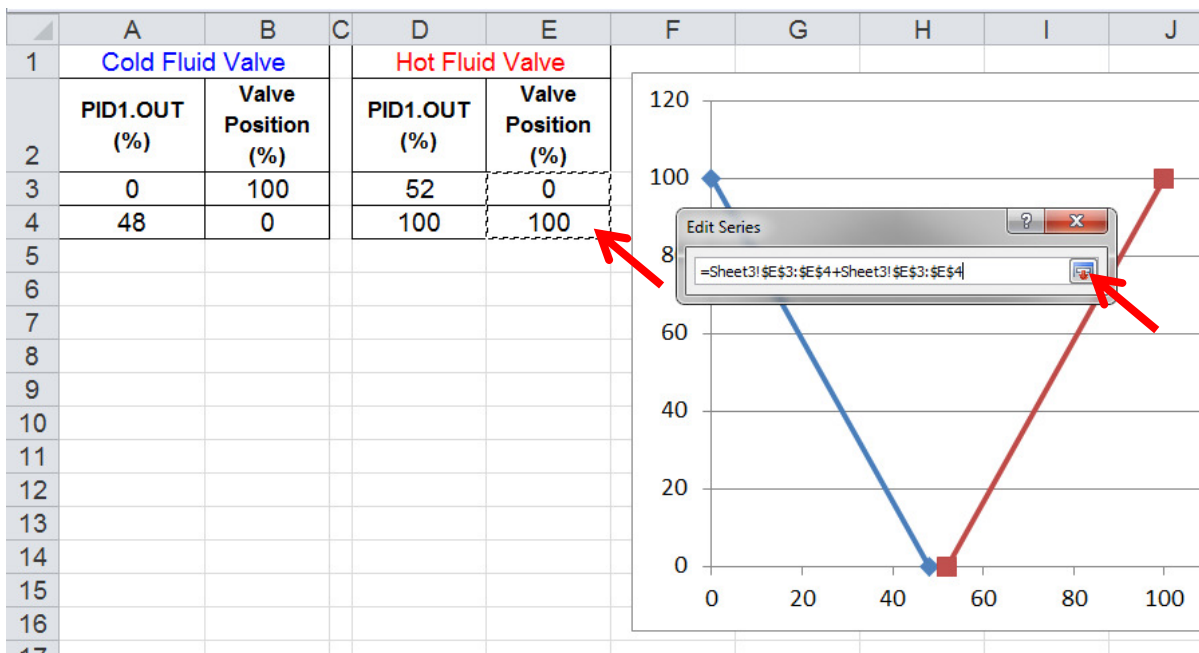 A B C D E F G H I J
1 Cold Fluid Valve Hot Fluid Valve
2 PID1.OUT (%) Valve Position (%) PID1.OUT (%) Valve Position (%)
3 0 100 52 0
4 48 0 100 100
5
6
7
8
9
10
11
12
13
14
15
16
17
120
100
8
60
40
20
0
0 20 40 60 80 100
Edit Series
?
=Sheet3!$E$3:$E$4+Sheet3!$E$3:$E$4